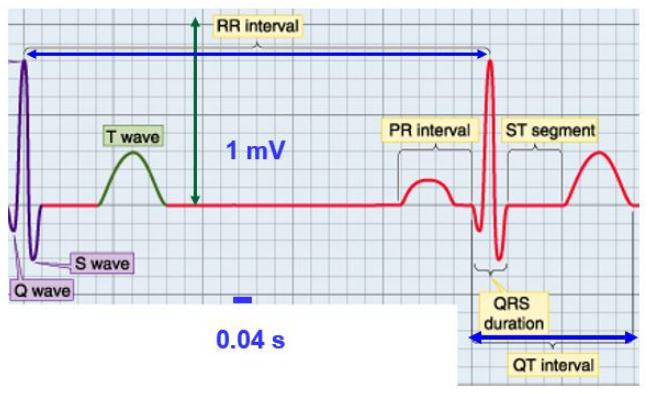 RR interval
PR interval
ST segment
T wave
1 mV
S wave
Q wave
0.04 s
QRS
duration
QT interval